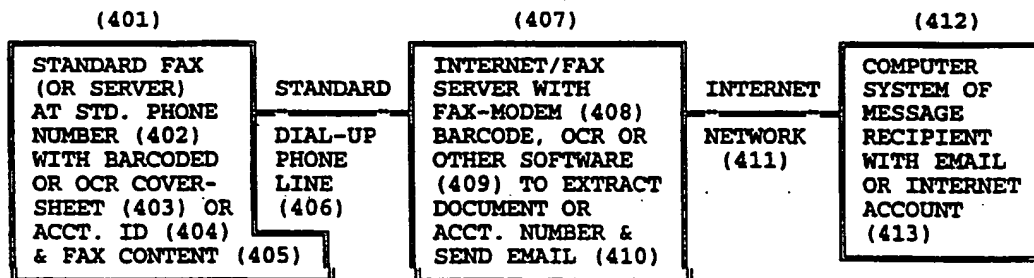 (401) (407) (412)
STANDARD FAX
(OR SERVER)
AT STD. PHONE
NUMBER (402)
WITH BARCODED
OR OCR COVER-
SHEET (403) OR
ACCT. ID (404)
& FAX CONTENT (405)
STANDARD
DIAL-UP
PHONE
LINE
(406)
INTERNET/FAX
SERVER WITH
FAX-MODEM (408)
BARCODE, OCR OR
OTHER SOFTWARE
(409) TO EXTRACT
DOCUMENT OR
ACCT. NUMBER &
SEND EMAIL (410)
INTERNET
NETWORK
(411)
COMPUTER
SYSTEM OF
MESSAGE
RECIPIENT
WITH EMAIL
OR INTERNET
ACCOUNT
(413)